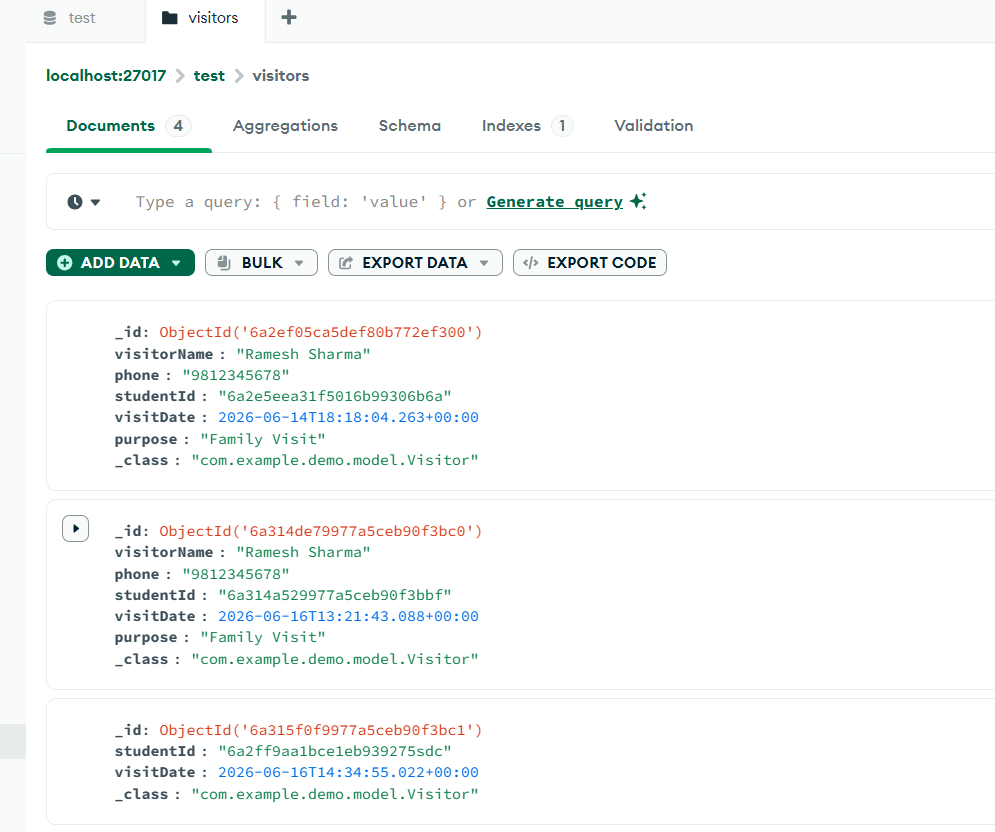 test visitors
localhost:27017 > test > visitors
Documents 4 Aggregations Schema Indexes 1 Validation
Type a query: { field: 'value' } or Generate query
ADD DATA BULK EXPORT DATA </> EXPORT CODE
_id: ObjectId('6a2ef05ca5def80b772ef300')
visitorName : "Ramesh Sharma"
phone : "9812345678"
studentId : "6a2e5eea31f5016b99306b6a"
visitDate : 2026-06-14T18:18:04.263+00:00
purpose : "Family Visit"
_class : "com.example.demo.model.Visitor"
_id: ObjectId('6a314de79977a5ceb90f3bc0')
visitorName : "Ramesh Sharma"
phone : "9812345678"
studentId : "6a314a529977a5ceb90f3bbf"
visitDate : 2026-06-16T13:21:43.088+00:00
purpose : "Family Visit"
_class : "com.example.demo.model.Visitor"
_id: ObjectId('6a315f0f9977a5ceb90f3bc1')
studentId : "6a2ff9aa1bce1eb939275sdc"
visitDate : 2026-06-16T14:34:55.022+00:00
_class : "com.example.demo.model.Visitor"